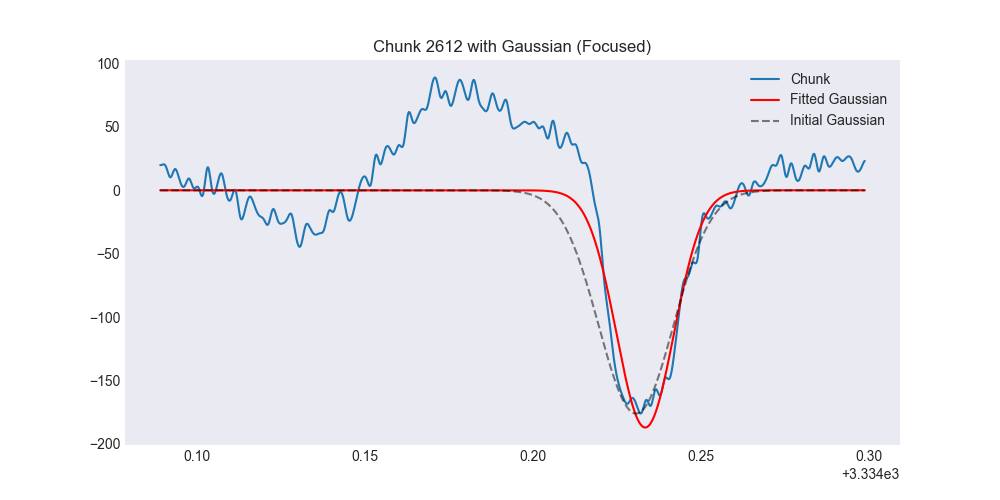 Chunk 2612 with Gaussian (Focused)
100
50
0
−50
−100
−150
−200
Chunk
Fitted Gaussian
Initial Gaussian
0.10 0.15 0.20 0.25 0.30
+3.334e3